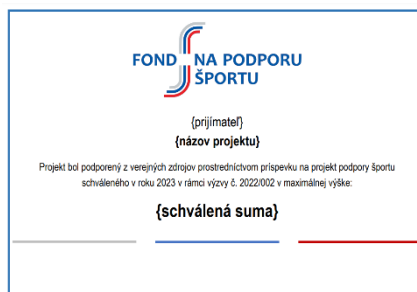 FOND NA PODPORU
ŠPORTU
{prijímateľ}
{názov projektu}
Projekt bol podporený z verejných zdrojov prostredníctvom príspevku na projekt podpory športu
schváleného v roku 2023 v rámci výzvy č. 2022/002 v maximálnej výške:
{schválená suma}